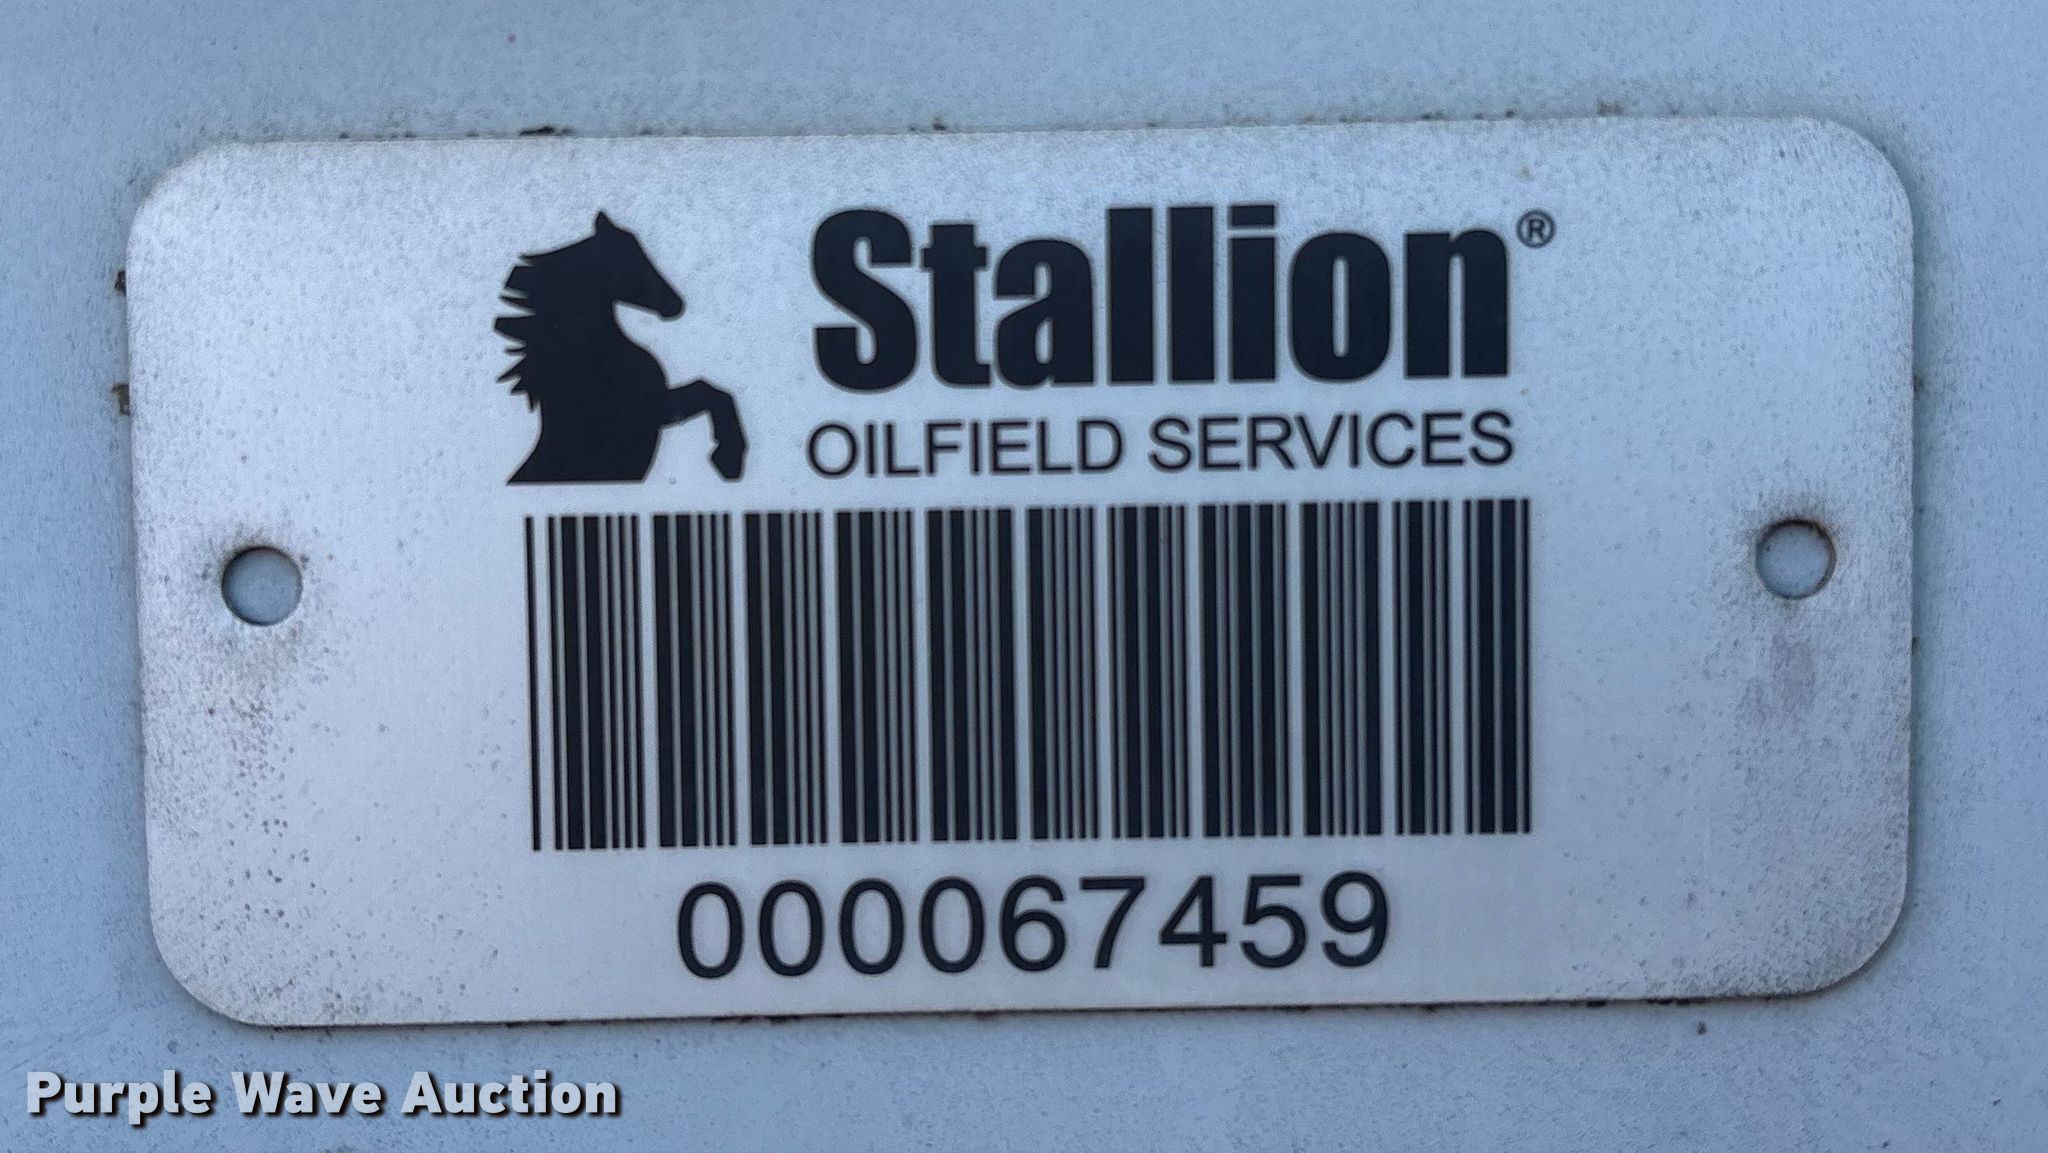 Stallion®
OILFIELD SERVICES
000067459
Purple Wave Auction